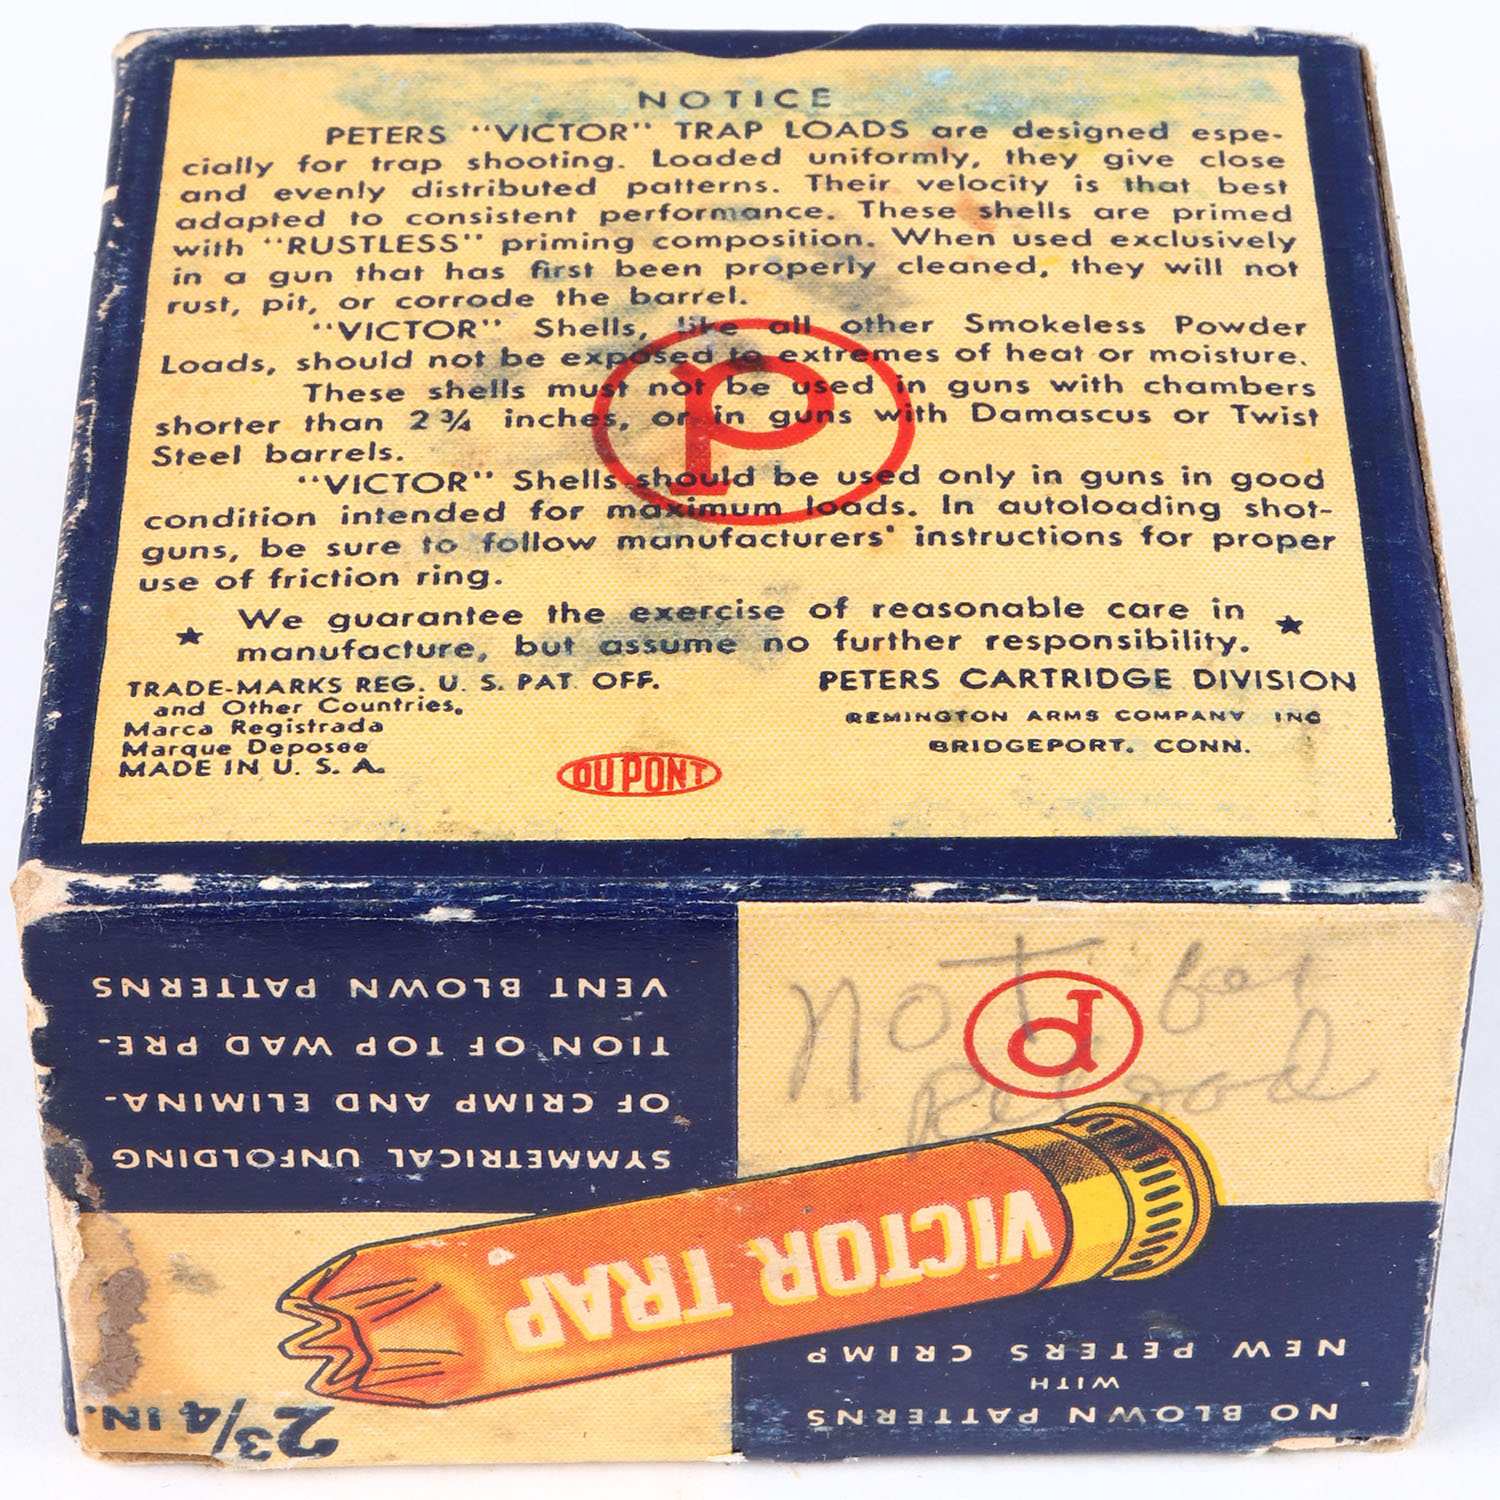 NOTICE
PETERS "VICTOR" TRAP LOADS are designed espe-
cially for trap shooting. Loaded uniformly, they give close
and evenly distributed patterns. Their velocity is that best
adapted to consistent performance. These shells are primed
with "RUSTLESS" priming composition. When used exclusively
in a gun that has first been properly cleaned, they will not
rust, pit, or corrode the barrel.
"VICTOR" Shells, like all other Smokeless Powder
Loads, should not be exposed to extremes of heat or moisture.
These shells must not be used in guns with chambers
shorter than 2 3/4 inches, or in guns with Damascus or Twist
Steel barrels.
"VICTOR" Shells should be used only in guns in good
condition intended for maximum loads. In autoloading shot-
guns, be sure to follow manufacturers' instructions for proper
use of friction ring.
★ We guarantee the exercise of reasonable care in ★
manufacture, but assume no further responsibility.
TRADE-MARKS REG. U. S. PAT. OFF.
and Other Countries.
Marca Registrada
Marque Deposee
MADE IN U. S. A.
PETERS CARTRIDGE DIVISION
REMINGTON ARMS COMPANY INC
BRIDGEPORT, CONN.
DU PONT
P
NO BLOWN PATTERNS
WITH
NEW PETERS CRIMP
2 3/4 IN.
VICTOR TRAP
SYMMETRICAL UNFOLDING
OF CRIMP AND ELIMINA-
TION OF TOP WAD PRE-
VENT BLOWN PATTERNS
P
Not